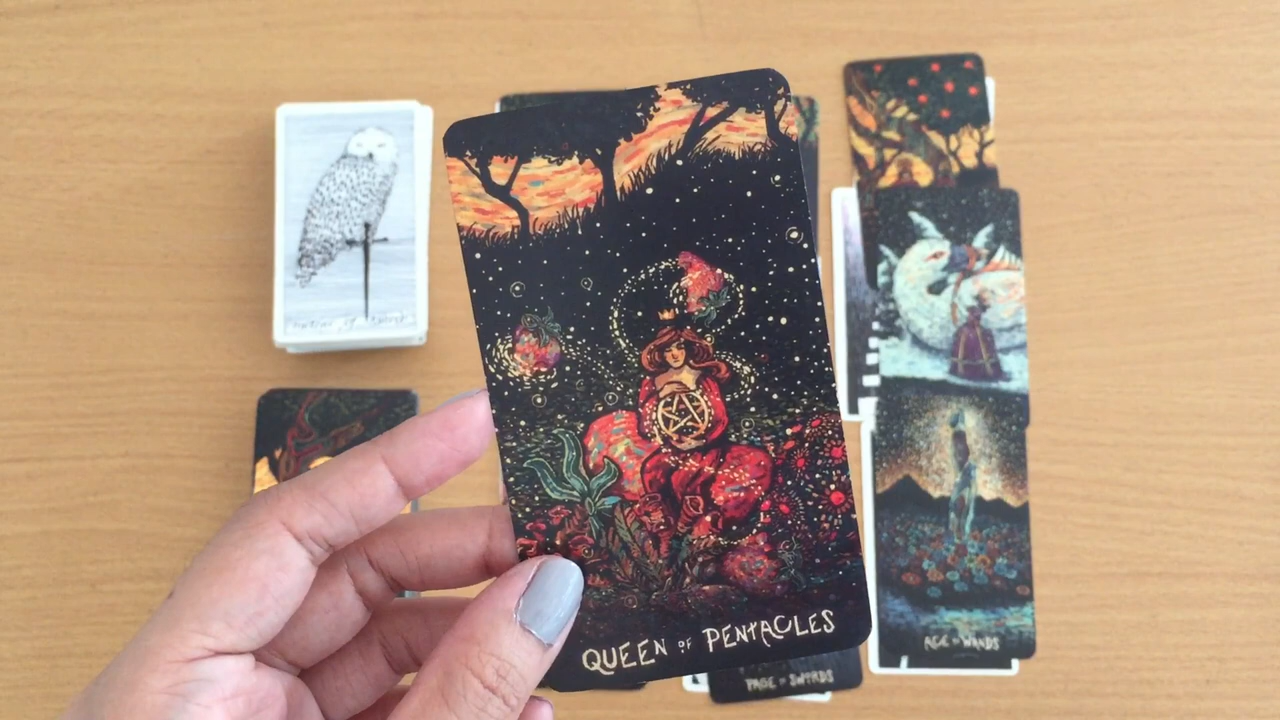 QUEEN OF PENTACLES
ACE OF WANDS
PAGE OF SWORDS